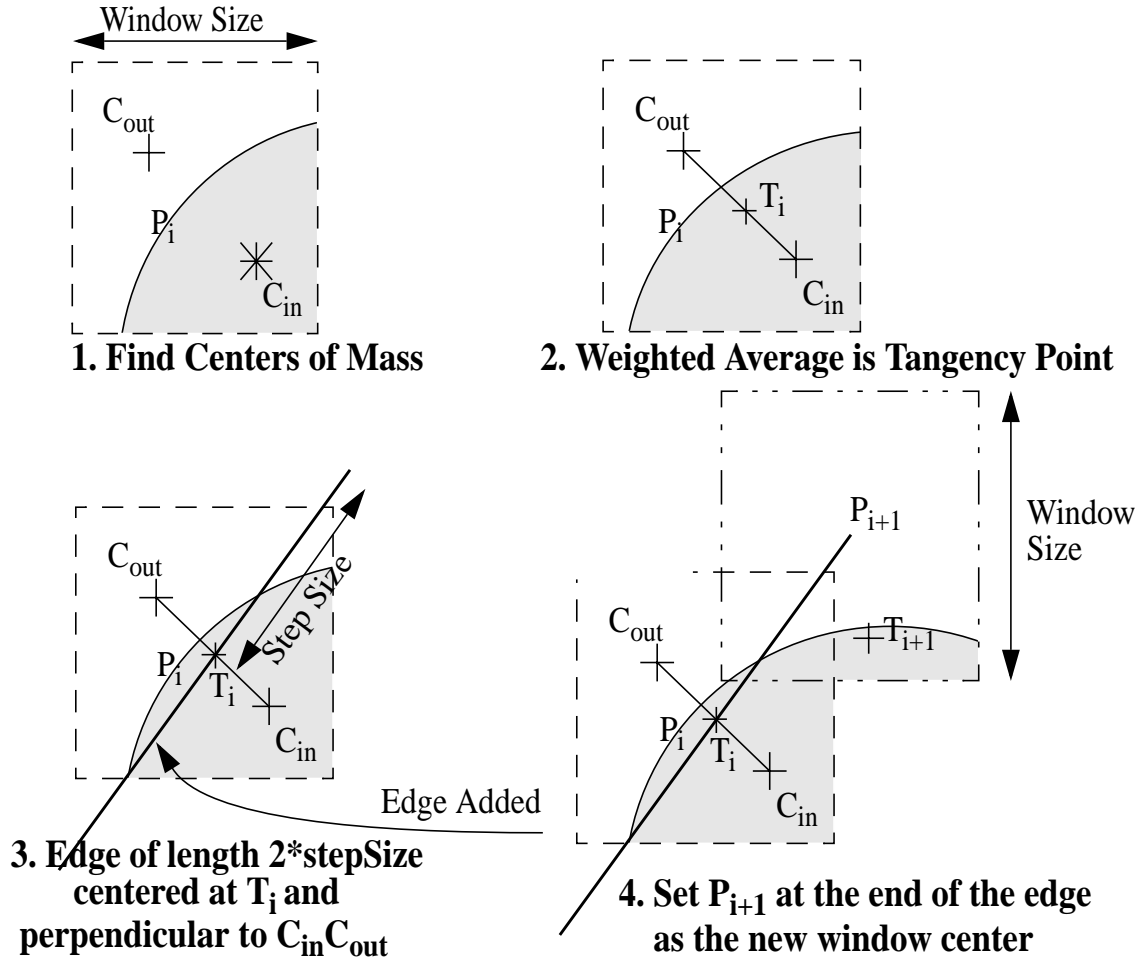 Window Size
C_out
P_i
C_in
1. Find Centers of Mass
C_out
T_i
P_i
C_in
2. Weighted Average is Tangency Point
C_out
Step Size
P_i
T_i
C_in
Edge Added
3. Edge of length 2*stepSize
centered at T_i and
perpendicular to C_inC_out
P_i+1
Window
Size
C_out
T_i+1
P_i
T_i
C_in
4. Set P_i+1 at the end of the edge
as the new window center